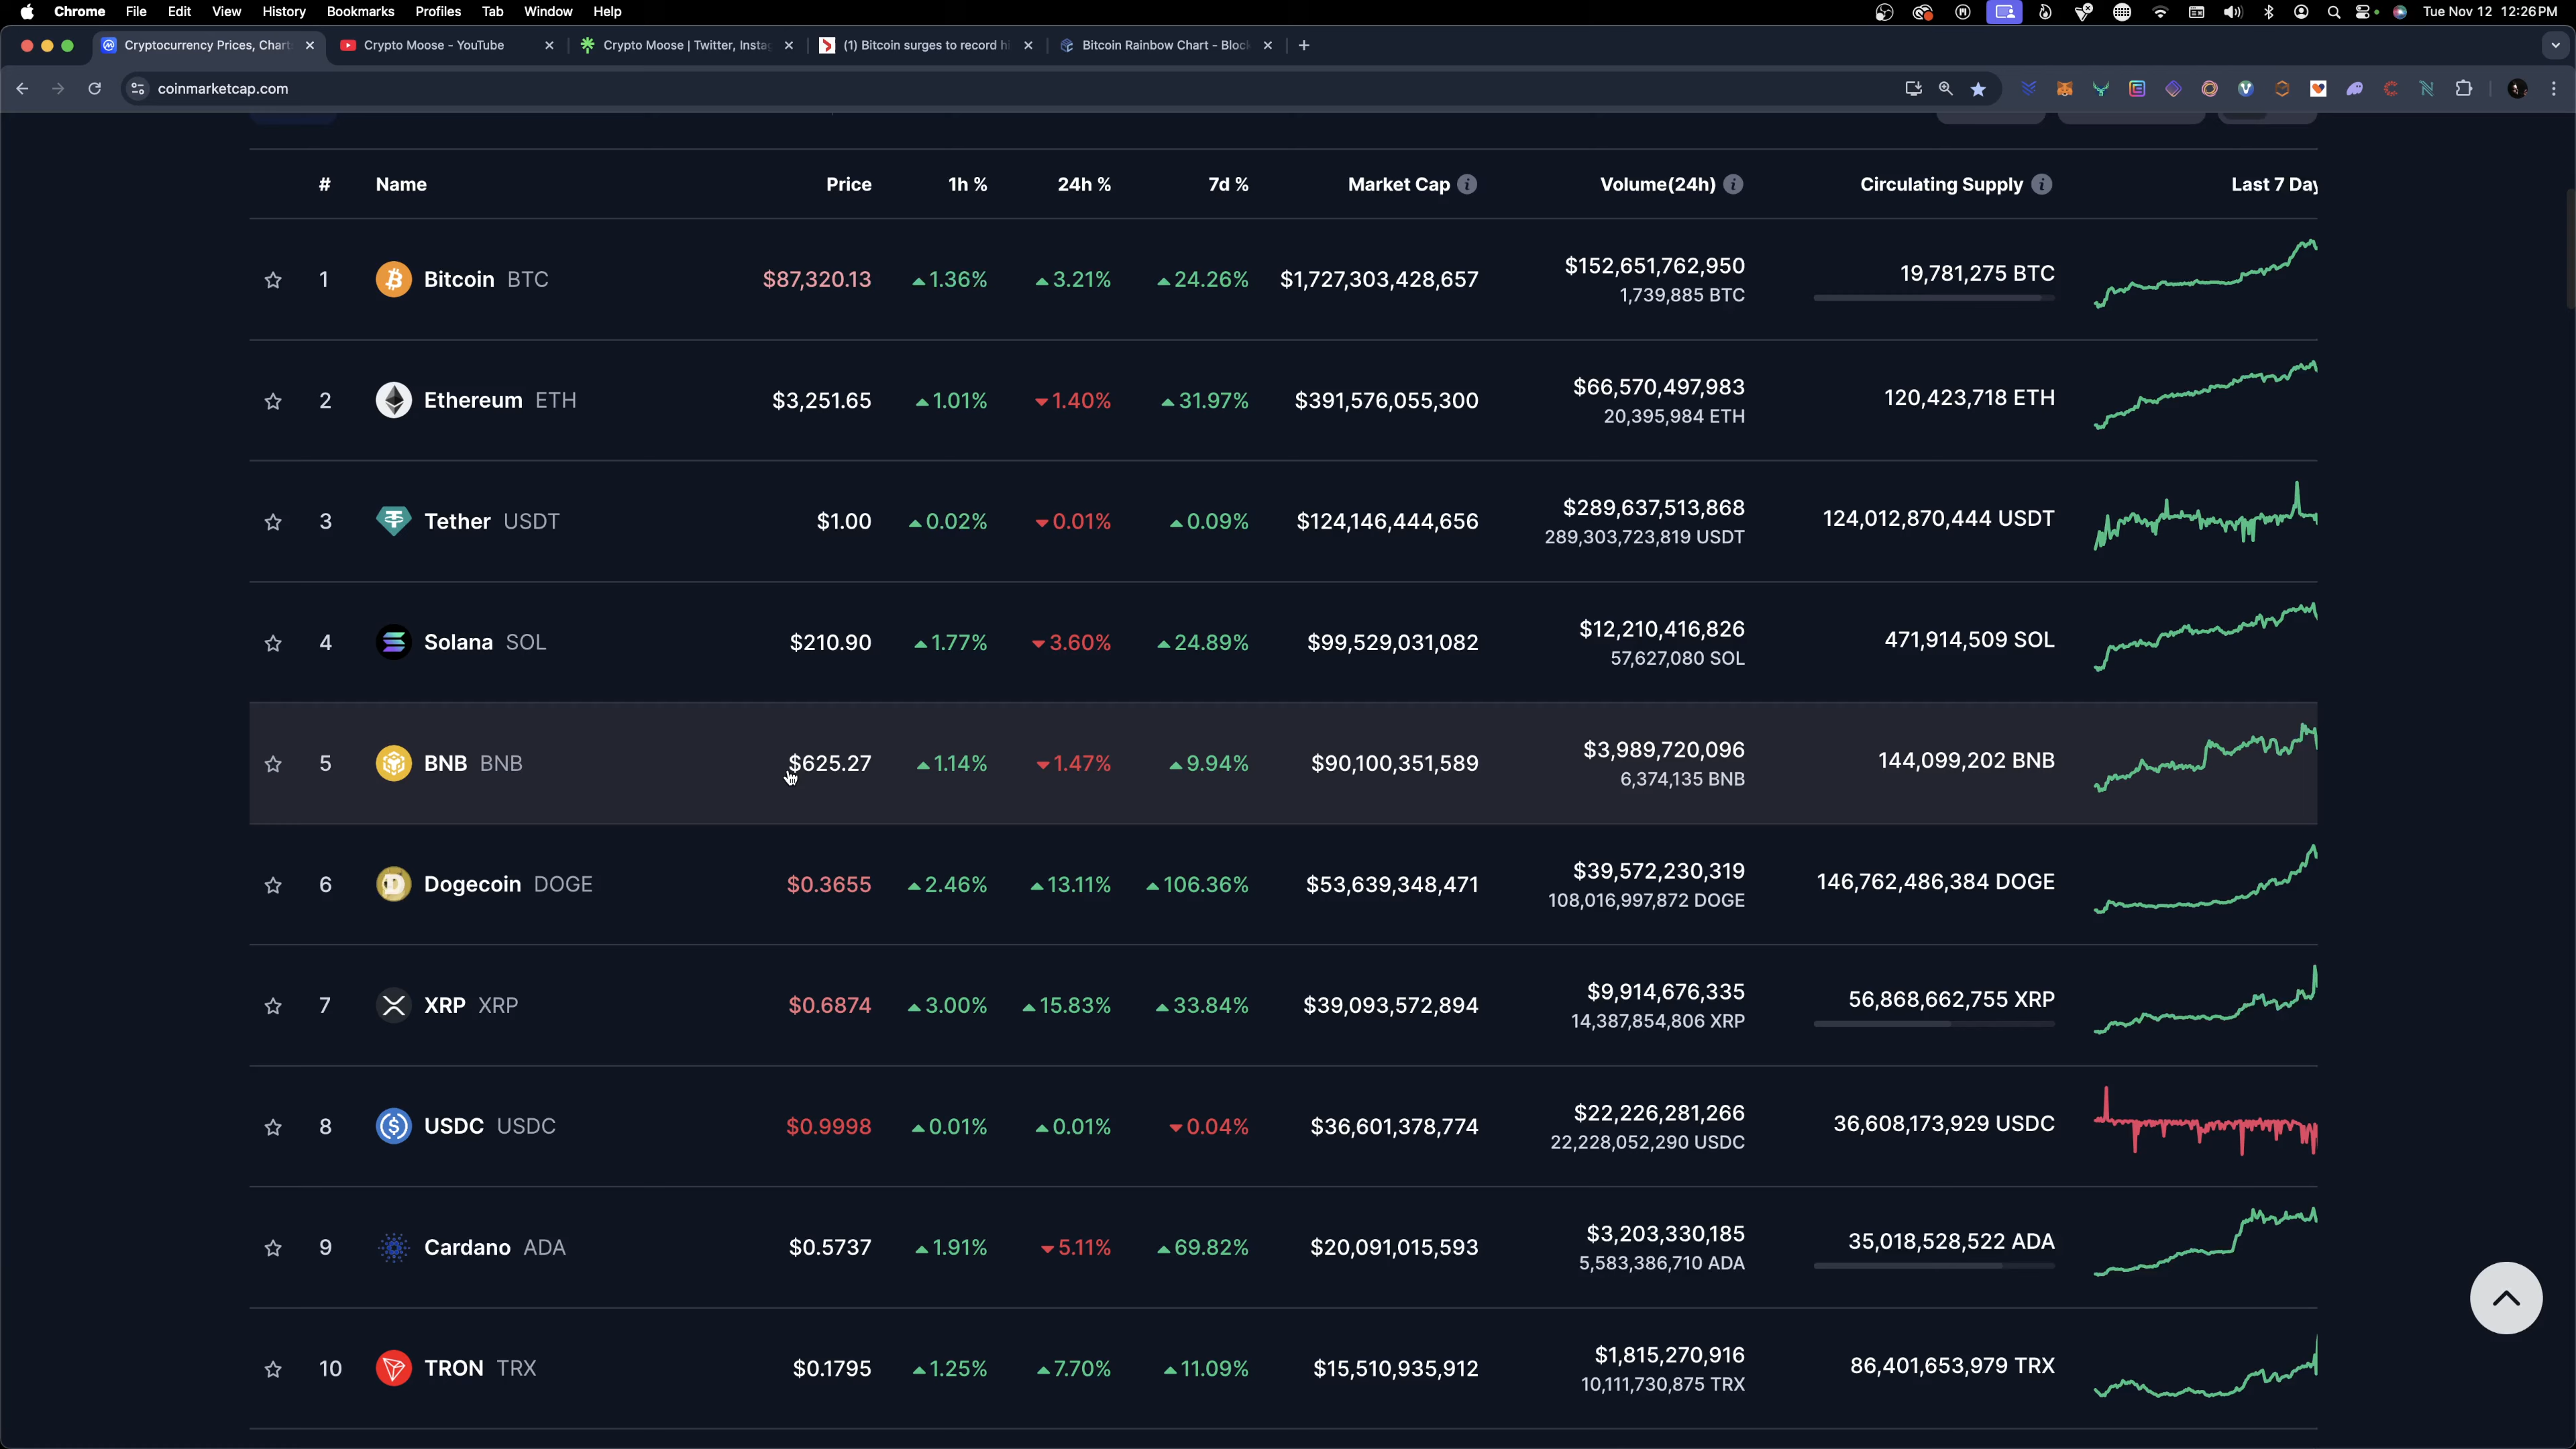 Chrome File Edit View History Bookmarks Profiles Tab Window Help Tue Nov 12 12:26 PM
Cryptocurrency Prices, Chart Crypto Moose - YouTube Crypto Moose | Twitter, Insta (1) Bitcoin surges to record hi Bitcoin Rainbow Chart - Bloc
coinmarketcap.com
# Name Price 1h % 24h % 7d % Market Cap Volume(24h) Circulating Supply Last 7 Day
1 Bitcoin BTC $87,320.13 1.36% 3.21% 24.26% $1,727,303,428,657 $152,651,762,950 19,781,275 BTC
1,739,885 BTC
2 Ethereum ETH $3,251.65 1.01% 1.40% 31.97% $391,576,055,300 $66,570,497,983 120,423,718 ETH
20,395,984 ETH
3 Tether USDT $1.00 0.02% 0.01% 0.09% $124,146,444,656 $289,637,513,868 124,012,870,444 USDT
289,303,723,819 USDT
4 Solana SOL $210.90 1.77% 3.60% 24.89% $99,529,031,082 $12,210,416,826 471,914,509 SOL
57,627,080 SOL
5 BNB BNB $625.27 1.14% 1.47% 9.94% $90,100,351,589 $3,989,720,096 144,099,202 BNB
6,374,135 BNB
6 Dogecoin DOGE $0.3655 2.46% 13.11% 106.36% $53,639,348,471 $39,572,230,319 146,762,486,384 DOGE
108,016,997,872 DOGE
7 XRP XRP $0.6874 3.00% 15.83% 33.84% $39,093,572,894 $9,914,676,335 56,868,662,755 XRP
14,387,854,806 XRP
8 USDC USDC $0.9998 0.01% 0.01% 0.04% $36,601,378,774 $22,226,281,266 36,608,173,929 USDC
22,228,052,290 USDC
9 Cardano ADA $0.5737 1.91% 5.11% 69.82% $20,091,015,593 $3,203,330,185 35,018,528,522 ADA
5,583,386,710 ADA
10 TRON TRX $0.1795 1.25% 7.70% 11.09% $15,510,935,912 $1,815,270,916 86,401,653,979 TRX
10,111,730,875 TRX